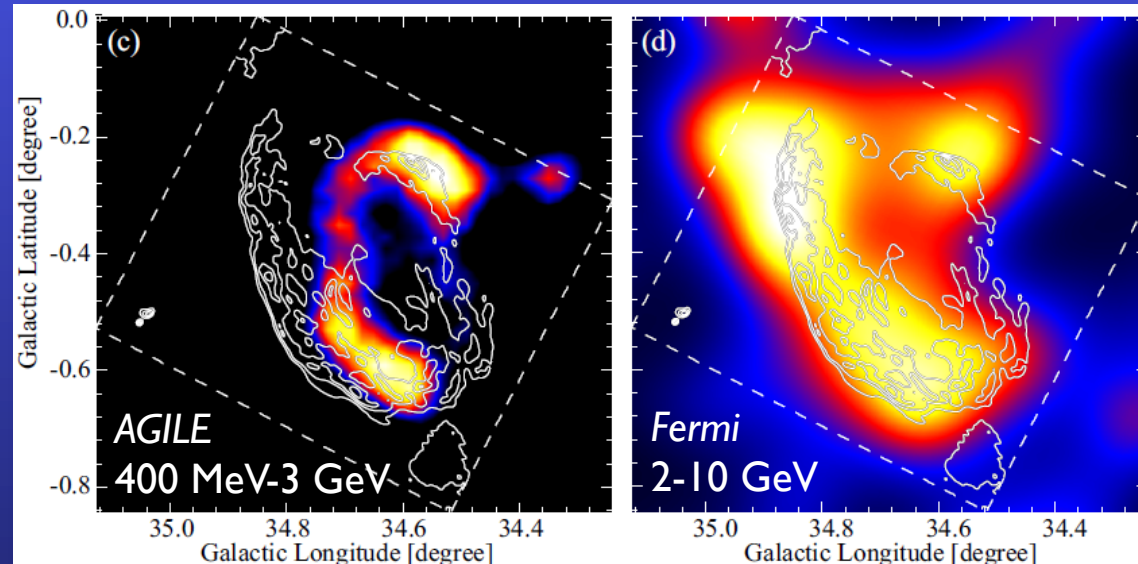 (c)
(d)
0.0
-0.2
-0.4
-0.6
-0.8
Galactic Latitude [degree]
AGILE
400 MeV-3 GeV
Fermi
2-10 GeV
35.0 34.8 34.6 34.4
35.0 34.8 34.6 34.4
Galactic Longitude [degree]
Galactic Longitude [degree]